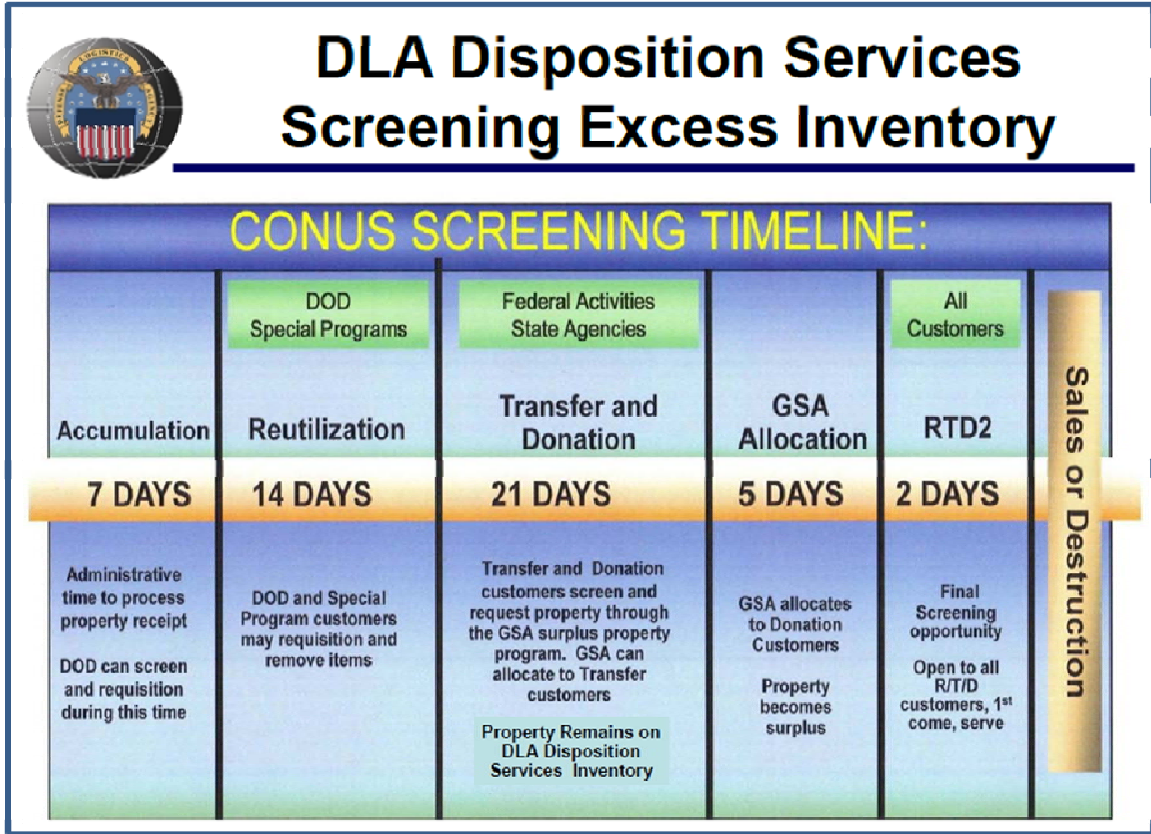 DLA Disposition Services
Screening Excess Inventory
LOGISTICS
DEFENSE
AGENCY
CONUS SCREENING TIMELINE:
Accumulation
7 DAYS
Administrative
time to process
property receipt
DOD can screen
and requisition
during this time
DOD
Special Programs
Reutilization
14 DAYS
DOD and Special
Program customers
may requisition and
remove items
Federal Activities
State Agencies
Transfer and
Donation
21 DAYS
Transfer and Donation
customers screen and
request property through
the GSA surplus property
program. GSA can
allocate to Transfer
customers
Property Remains on
DLA Disposition
Services Inventory
GSA
Allocation
5 DAYS
GSA allocates
to Donation
Customers
Property
becomes
surplus
All
Customers
RTD2
2 DAYS
Final
Screening
opportunity
Open to all
R/T/D
customers, 1st
come, serve
Sales or Destruction